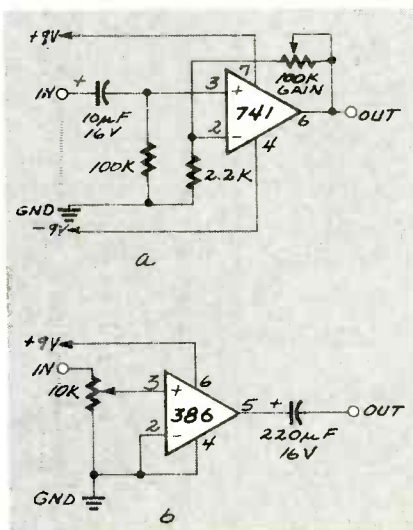 +9V
7
100K
GAIN
IN
+
10µF
16V
3
+
741
6
OUT
2
-
4
100K
2.2K
GND
-9V
a
+9V
IN
10K
3
+
6
386
5
+
220µF
16V
OUT
2
-
4
GND
b